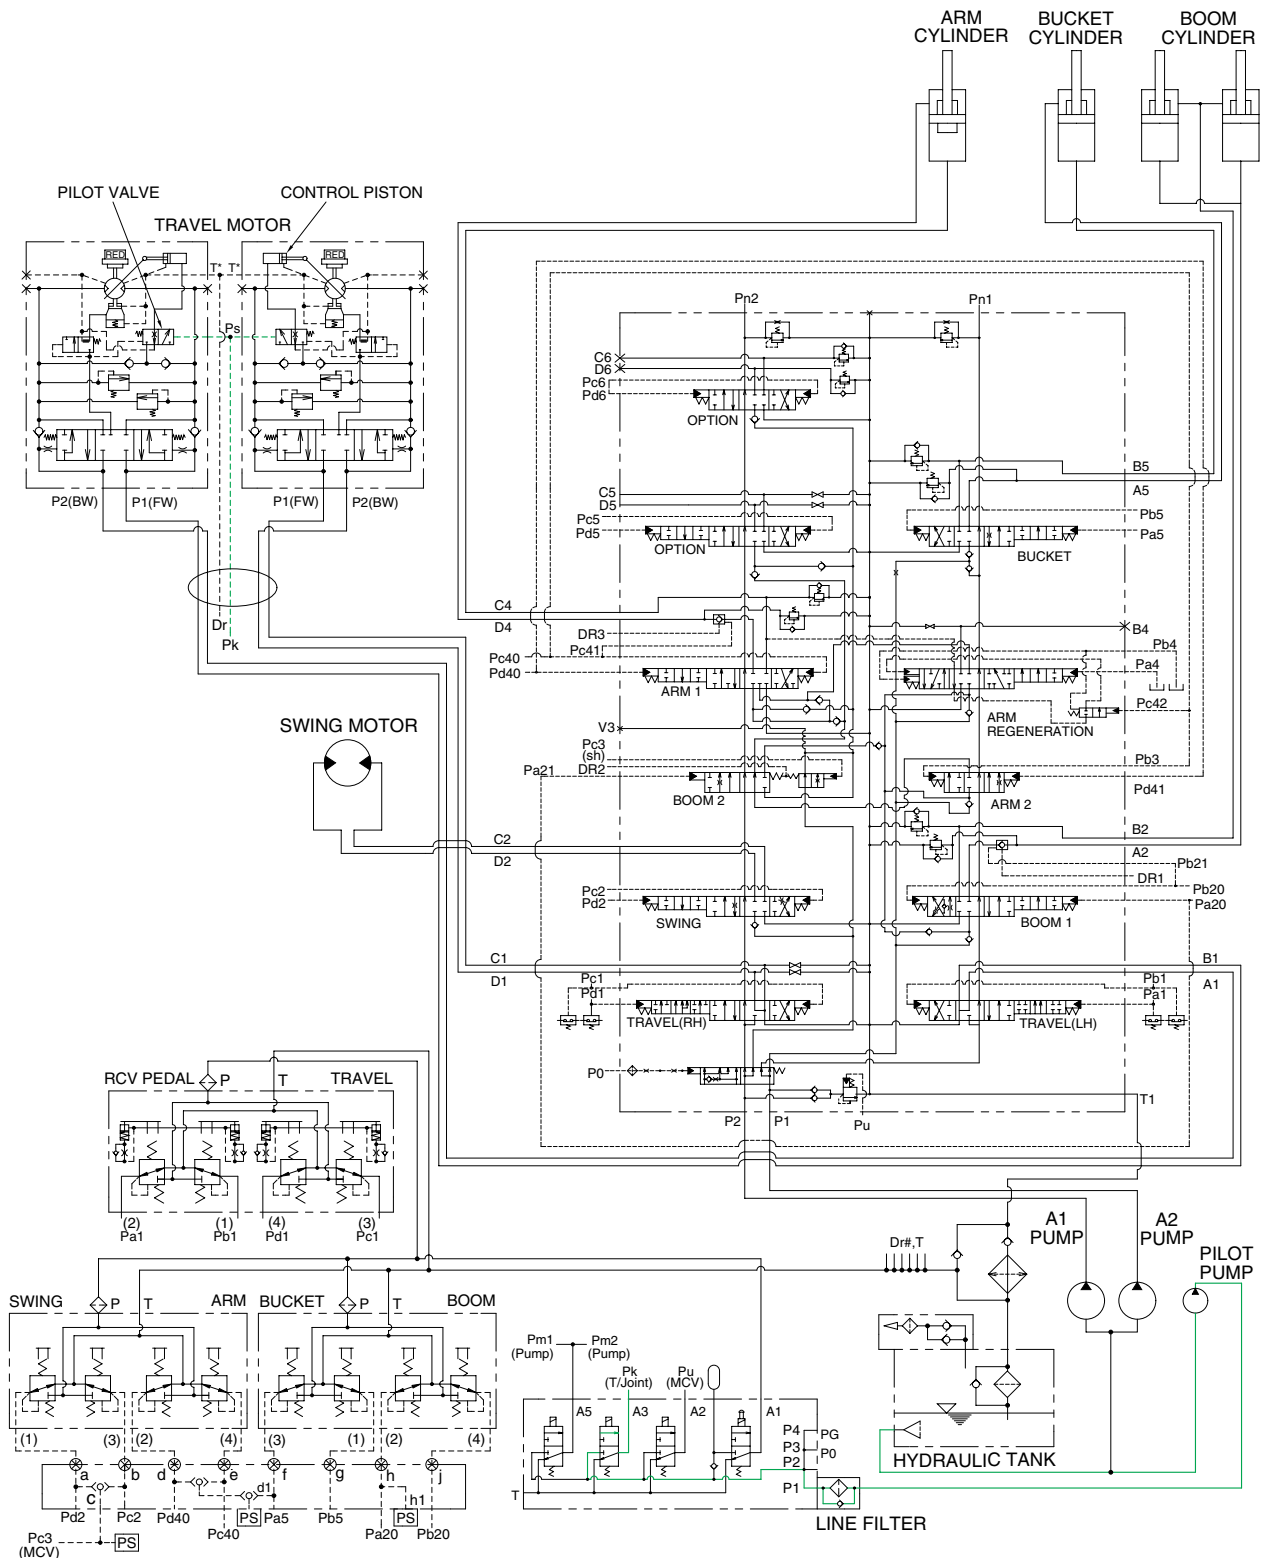 ARM
CYLINDER
BUCKET
CYLINDER
BOOM
CYLINDER
PILOT VALVE
CONTROL PISTON
TRAVEL MOTOR
RED
RED
T*
T*
Ps
P2(BW)
P1(FW)
P1(FW)
P2(BW)
Dr
Pk
Pn2
Pn1
C6
D6
Pc6
Pd6
OPTION
C5
D5
Pc5
Pd5
OPTION
BUCKET
B5
A5
Pb5
Pa5
C4
D4
DR3
Pc41
Pc40
Pd40
ARM 1
B4
Pb4
Pa4
Pc42
ARM
REGENERATION
SWING MOTOR
V3
Pc3
(sh)
DR2
Pa21
BOOM 2
ARM 2
Pb3
Pd41
C2
D2
B2
A2
Pb21
DR1
Pb20
Pa20
Pc2
Pd2
SWING
BOOM 1
C1
D1
Pc1
Pd1
TRAVEL(RH)
TRAVEL(LH)
B1
A1
Pb1
Pa1
P0
P2
P1
Pu
T1
RCV PEDAL
P
T
TRAVEL
(2)
(1)
(4)
(3)
Pa1
Pb1
Pd1
Pc1
A1
PUMP
A2
PUMP
PILOT
PUMP
Dr#,T
SWING
P
T
ARM
BUCKET
P
T
BOOM
(1)
(3)
(2)
(4)
(3)
(1)
(2)
(4)
a
b
d
e
f
g
h
j
c
d1
h1
Pd2
Pc2
Pd40
Pc40
PS
Pa5
Pb5
Pa20
PS
Pb20
Pc3
(MCV)
PS
Pm1
(Pump)
Pm2
(Pump)
Pk
(T/Joint)
Pu
(MCV)
A5
A3
A2
A1
P4
P3
P2
P1
PG
P0
T
LINE FILTER
HYDRAULIC TANK